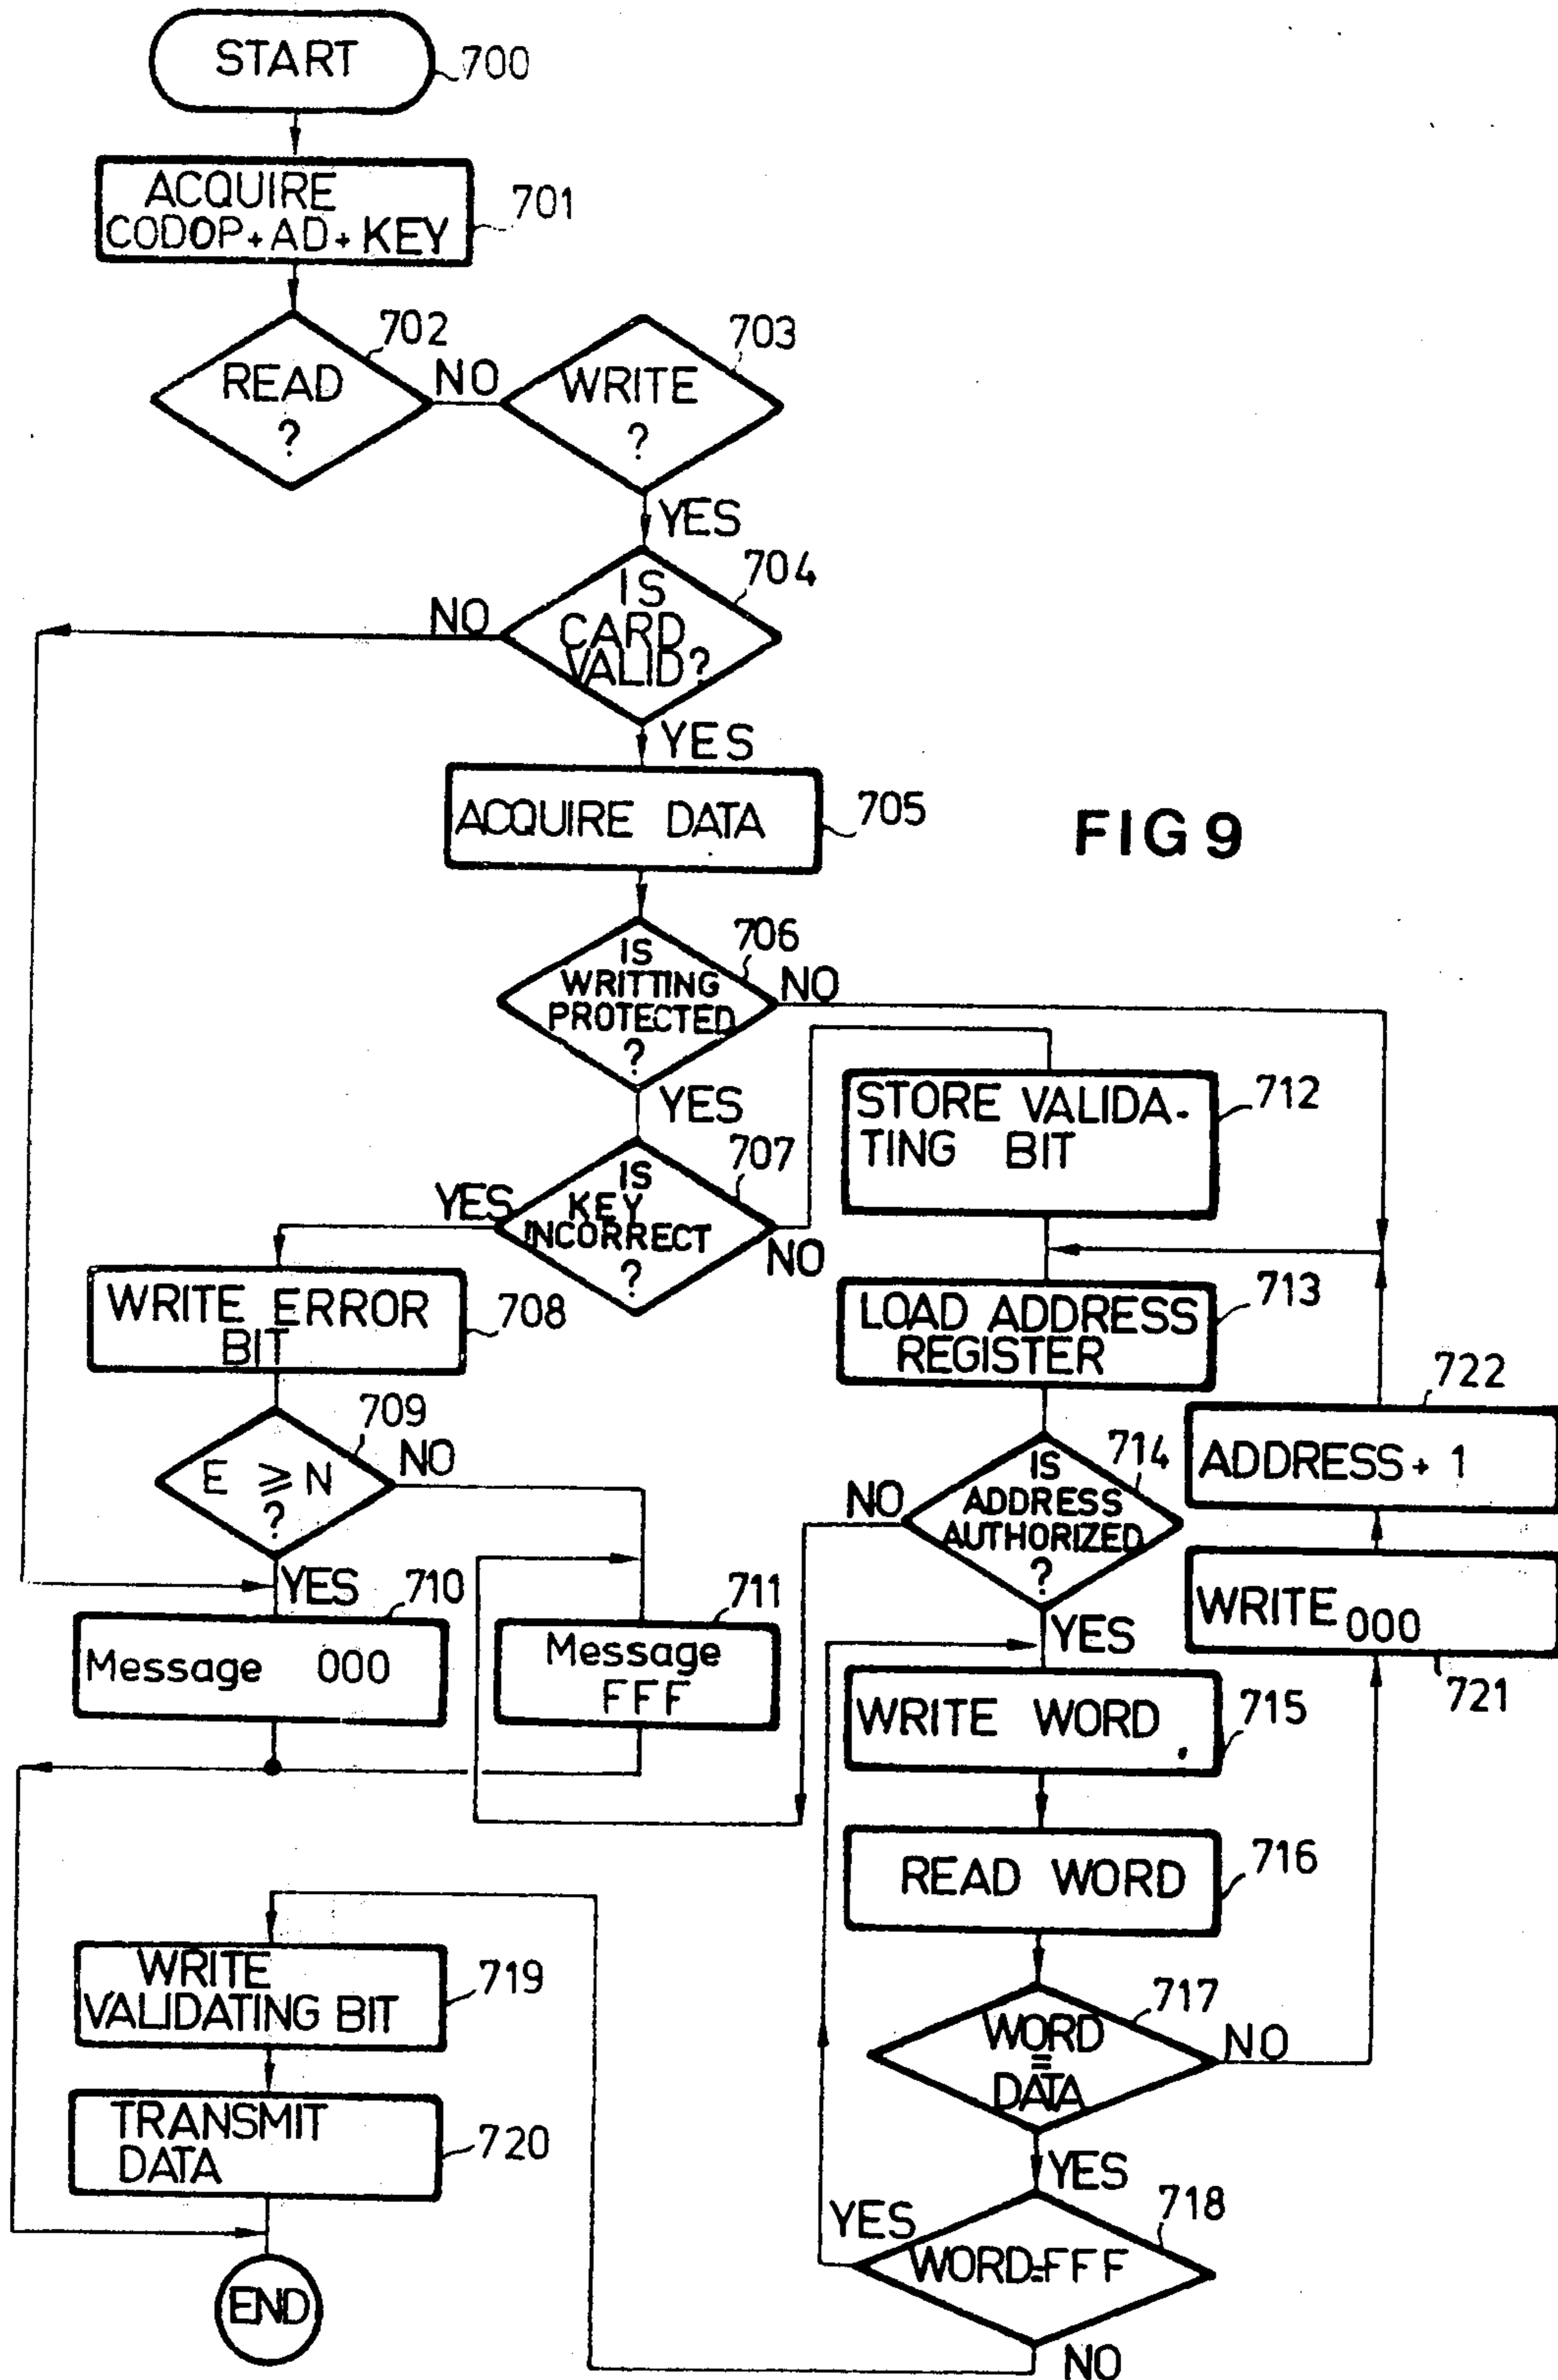 START
700
ACQUIRE
CODOP+AD+KEY
701
READ
?
702
NO
WRITE
?
703
YES
IS
CARD
VALID?
704
NO
YES
ACQUIRE DATA
705
FIG 9
IS
WRITTING
PROTECTED
?
706
NO
YES
STORE VALIDA-
TING BIT
712
IS
KEY
INCORRECT
?
707
YES
NO
WRITE ERROR
BIT
708
LOAD ADDRESS
REGISTER
713
E ⩾ N
?
709
NO
YES
722
ADDRESS + 1
IS
ADDRESS
AUTHORIZED
?
714
NO
YES
Message 000
710
Message
FFF
711
WRITE 000
721
WRITE WORD
715
READ WORD
716
WRITE
VALIDATING BIT
719
WORD
=
DATA
717
NO
YES
TRANSMIT
DATA
720
WORD=FFF
718
YES
NO
END